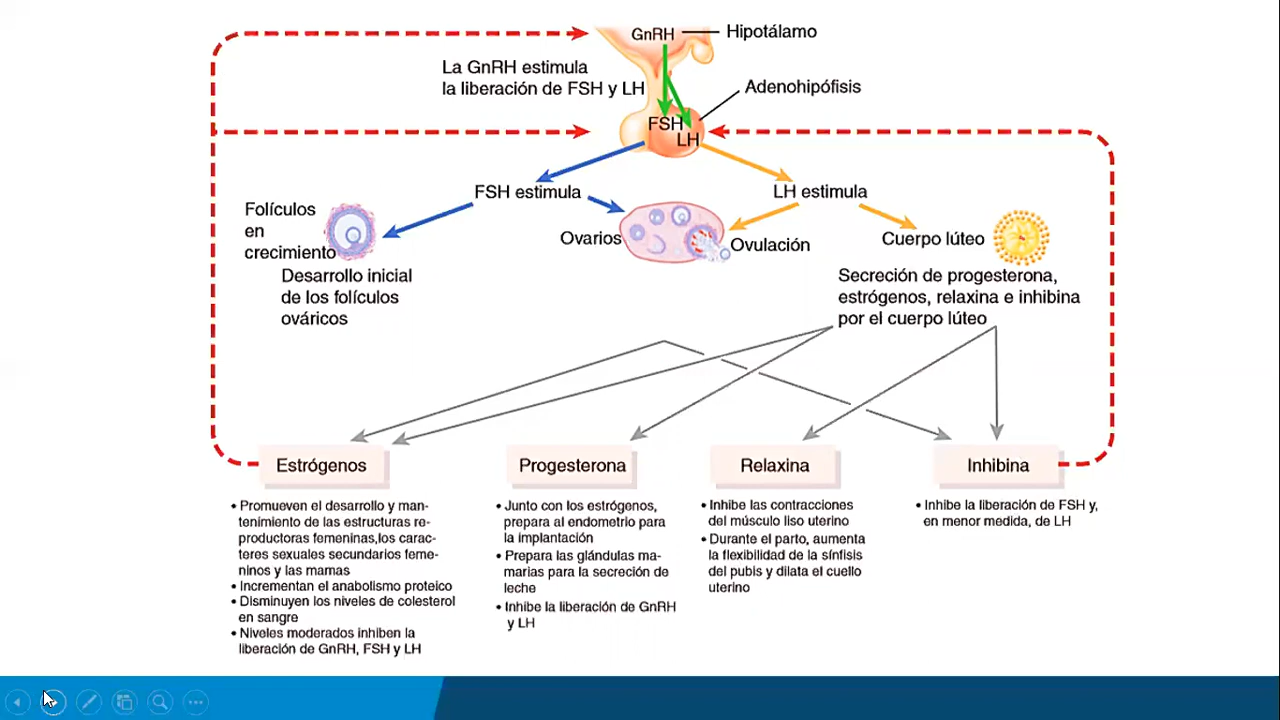 GnRH
Hipotálamo
La GnRH estimula
la liberación de FSH y LH
Adenohipófisis
FSH
LH
FSH estimula
LH estimula
Folículos
en
crecimiento
Ovarios
Ovulación
Cuerpo lúteo
Desarrollo inicial
de los folículos
ováricos
Secreción de progesterona,
estrógenos, relaxina e inhibina
por el cuerpo lúteo
Estrógenos
• Promueven el desarrollo y man-
tenimiento de las estructuras re-
productoras femeninas,los carac-
teres sexuales secundarios feme-
ninos y las mamas
• Incrementan el anabolismo proteico
• Disminuyen los niveles de colesterol
en sangre
• Niveles moderados inhiben la
liberación de GnRH, FSH y LH
Progesterona
• Junto con los estrógenos,
prepara al endometrio para
la implantación
• Prepara las glándulas ma-
marias para la secreción de
leche
• Inhibe la liberación de GnRH
y LH
Relaxina
• Inhibe las contracciones
del músculo liso uterino
• Durante el parto, aumenta
la flexibilidad de la sínfisis
del pubis y dilata el cuello
uterino
Inhibina
• Inhibe la liberación de FSH y,
en menor medida, de LH